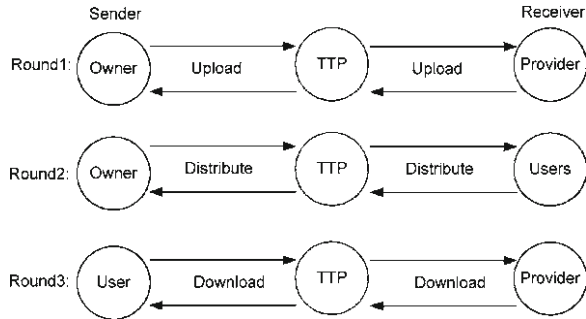 Sender Receiver
Round1: Owner Upload TTP Upload Provider
Round2: Owner Distribute TTP Distribute Users
Round3: User Download TTP Download Provider